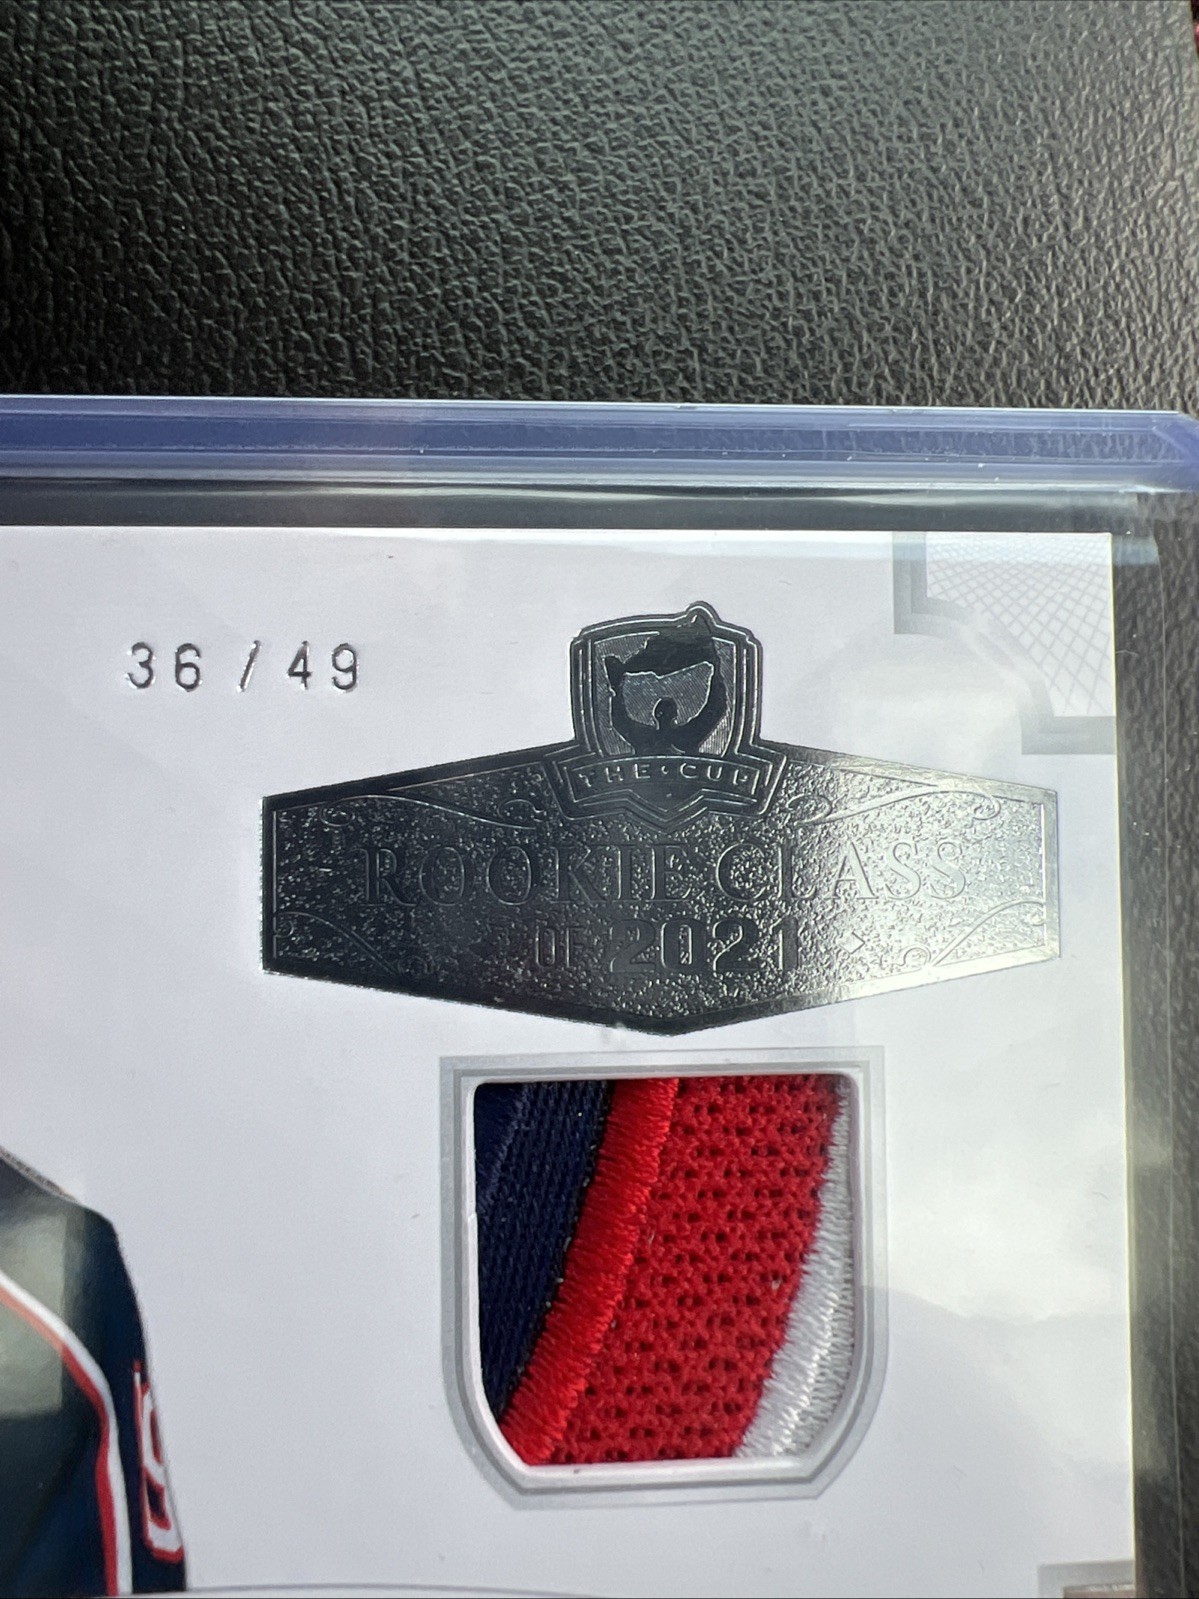 36/49
THE·CUP
ROOKIE CLASS
OF 2021